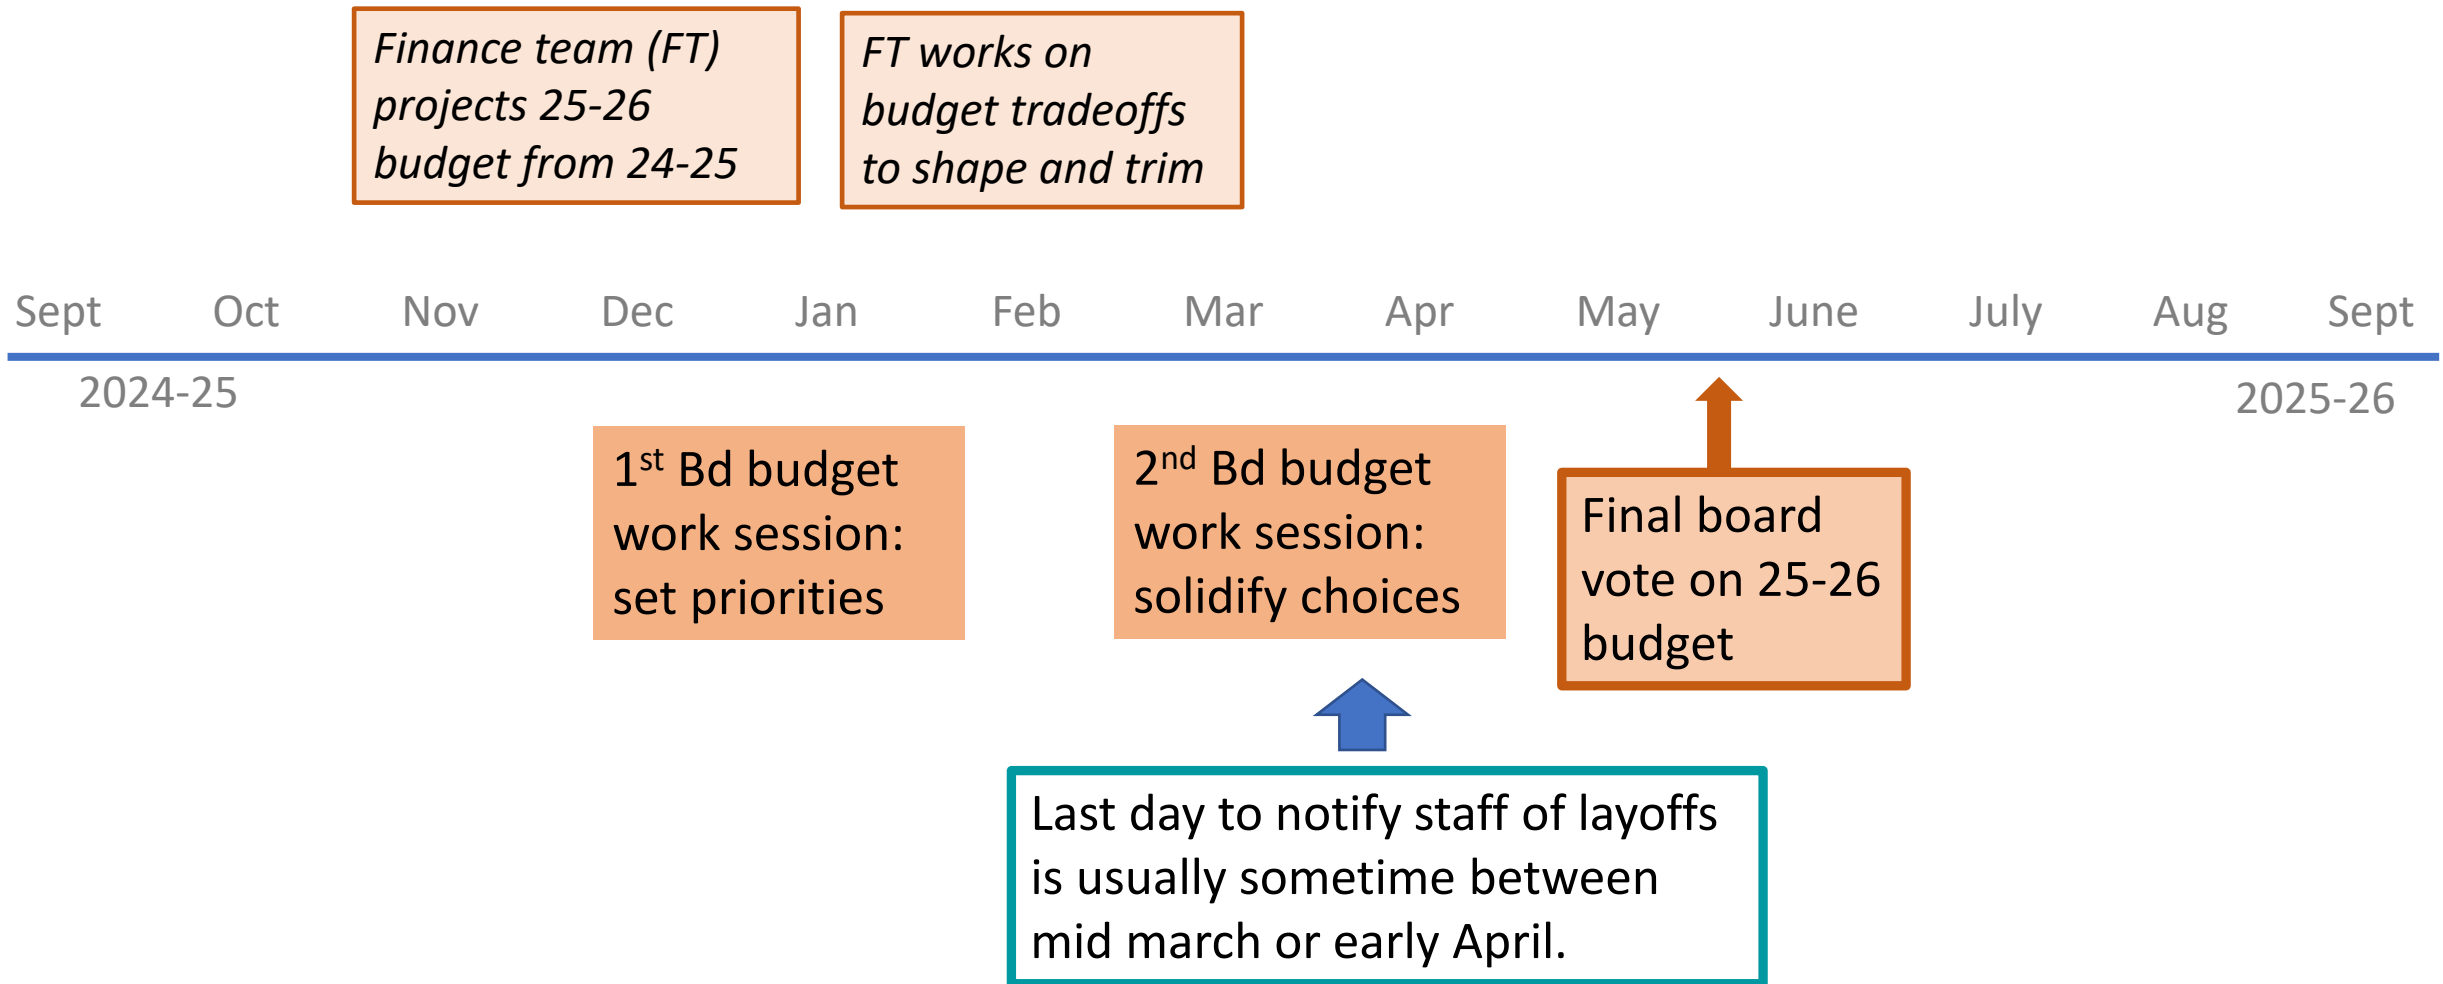 Finance team (FT)
projects 25-26
budget from 24-25
FT works on
budget tradeoffs
to shape and trim
Sept Oct Nov Dec Jan Feb Mar Apr May June July Aug Sept
2024-25 2025-26
1st Bd budget
work session:
set priorities
2nd Bd budget
work session:
solidify choices
Final board
vote on 25-26
budget
Last day to notify staff of layoffs
is usually sometime between
mid march or early April.